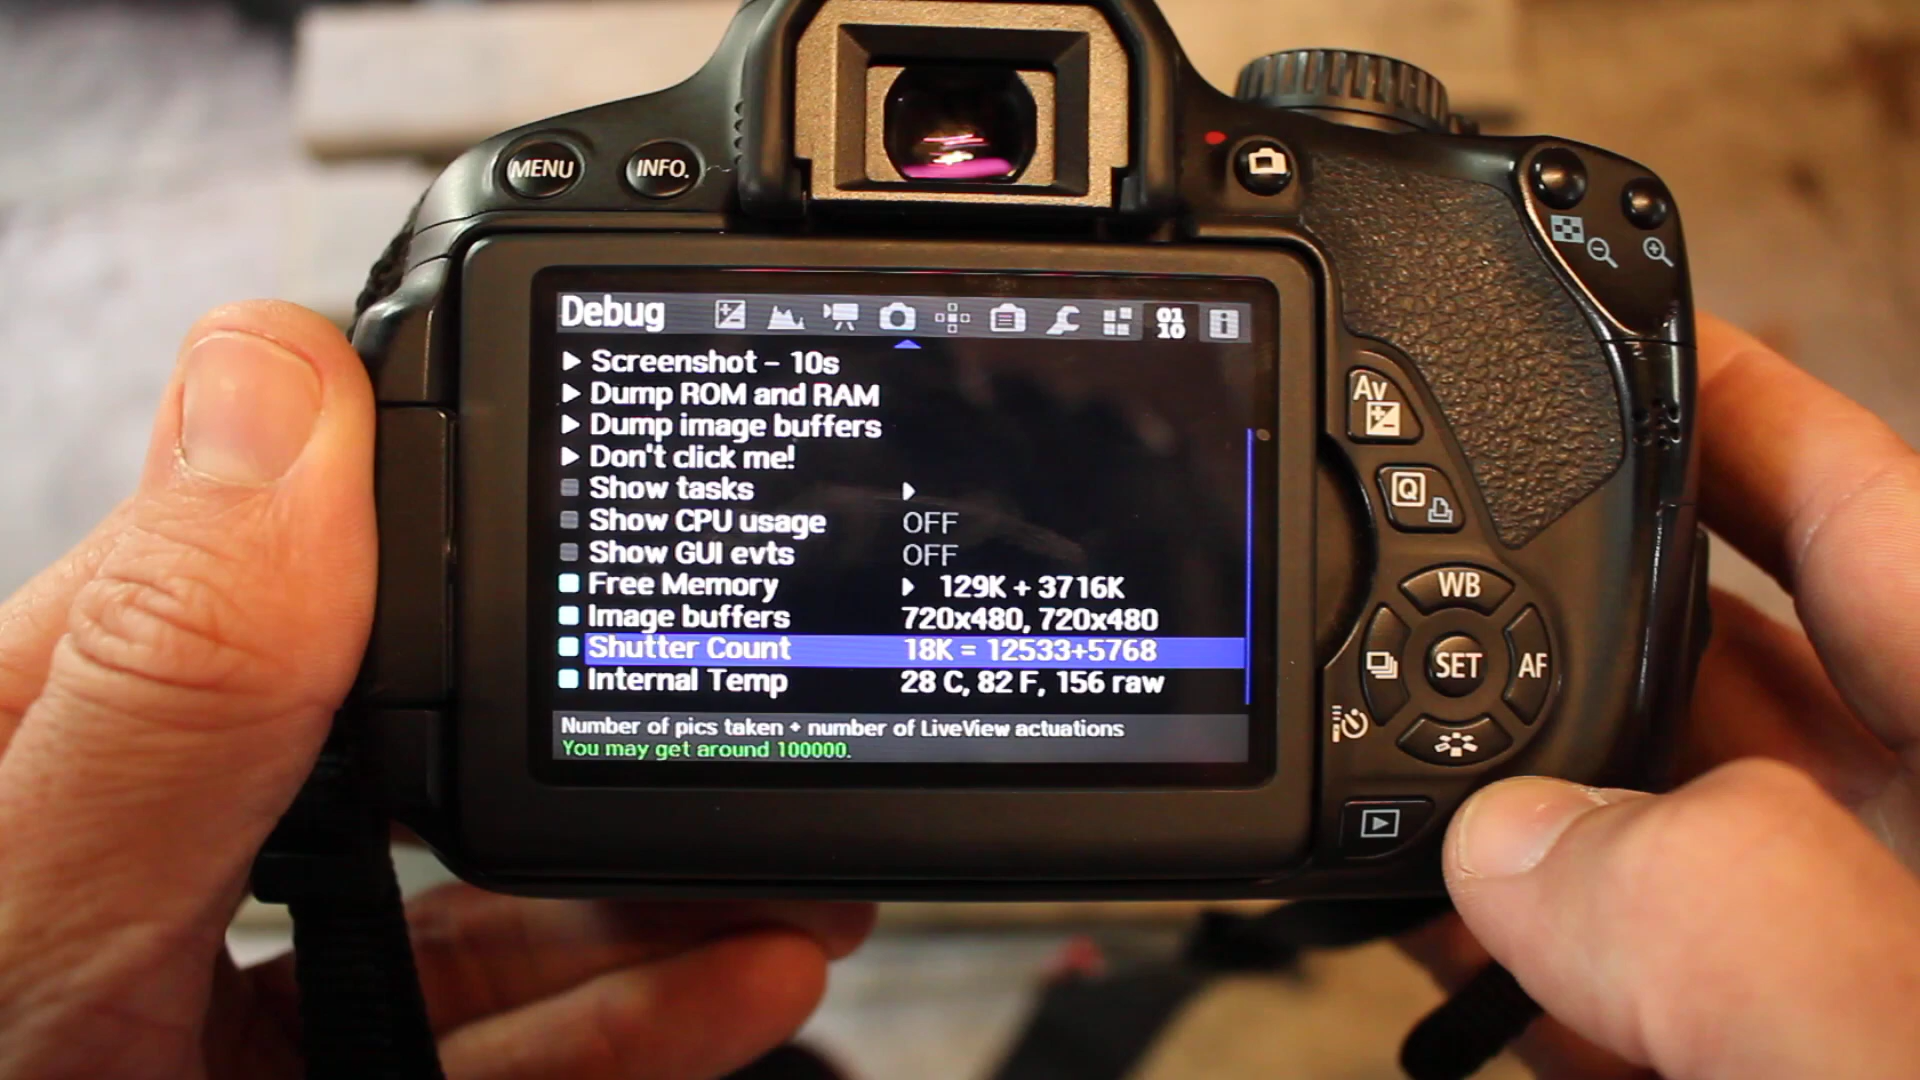 MENU
INFO.
Debug 01 10
Screenshot - 10s
Dump ROM and RAM
Dump image buffers
Don't click me!
Show tasks
Show CPU usage OFF
Show GUI evts OFF
Free Memory 129K + 3716K
Image buffers 720x480, 720x480
Shutter Count 18K = 12533+5768
Internal Temp 28 C, 82 F, 156 raw
Number of pics taken + number of LiveView actuations
You may get around 100000.
Av
Q
WB
SET
AF